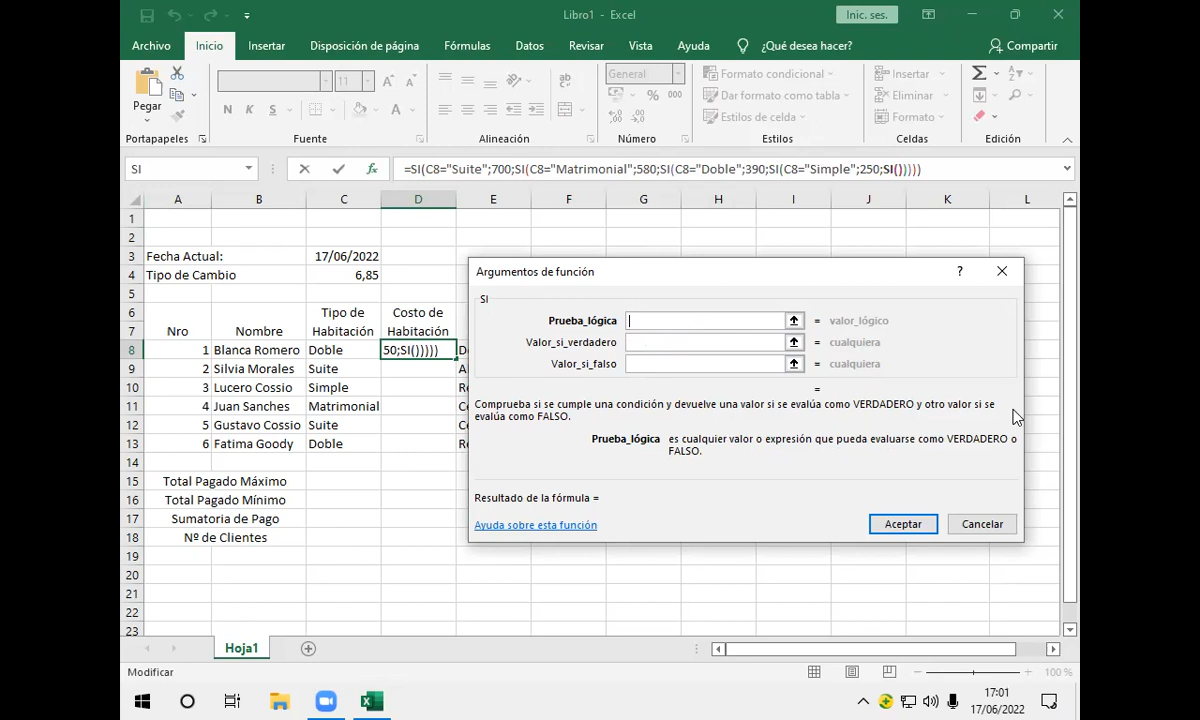 Libro1 - Excel
Inic. ses.
Archivo Inicio Insertar Disposición de página Fórmulas Datos Revisar Vista Ayuda ¿Qué desea hacer? Compartir
Pegar
N K S
11 A A
A
ab
General
% 000
Formato condicional
Dar formato como tabla
Estilos de celda
Insertar
Eliminar
Formato
Portapapeles Fuente Alineación Número Estilos Celdas Edición
SI =SI(C8="Suite";700;SI(C8="Matrimonial";580;SI(C8="Doble";390;SI(C8="Simple";250;SI()))))
A B C D E F G H I J K L
1
2
3 Fecha Actual: 17/06/2022
4 Tipo de Cambio 6,85
5
6 Tipo de Costo de
7 Nro Nombre Habitación Habitación
8 1 Blanca Romero Doble 50;SI()))))
9 2 Silvia Morales Suite
10 3 Lucero Cossio Simple
11 4 Juan Sanches Matrimonial
12 5 Gustavo Cossio Suite
13 6 Fatima Goody Doble
14
15 Total Pagado Máximo
16 Total Pagado Mínimo
17 Sumatoria de Pago
18 Nº de Clientes
19
20
21
22
23
Argumentos de función ?
SI
Prueba_lógica = valor_lógico
Valor_si_verdadero = cualquiera
Valor_si_falso = cualquiera
=
Comprueba si se cumple una condición y devuelve una valor si se evalúa como VERDADERO y otro valor si se
evalúa como FALSO.
Prueba_lógica es cualquier valor o expresión que pueda evaluarse como VERDADERO o
FALSO.
Resultado de la fórmula =
Ayuda sobre esta función Aceptar Cancelar
Hoja1
Modificar 100 %
17:01
17/06/2022